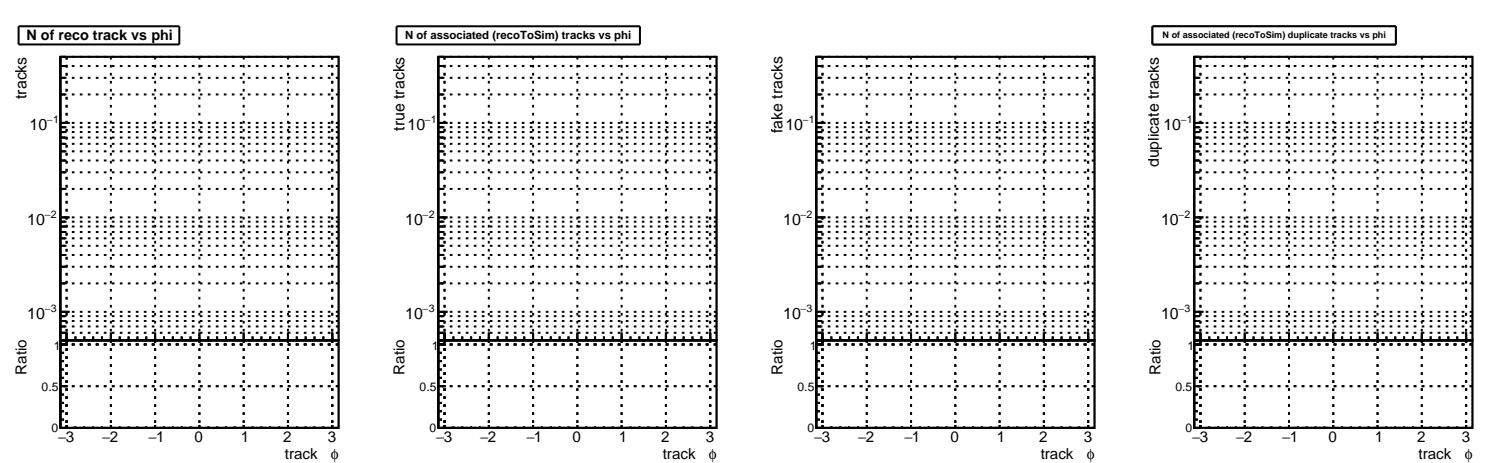 N of reco track vs phi
tracks
10⁻¹
10⁻²
10⁻³
Ratio
1
0.5
0
−3 −2 −1 0 1 2 3
track ϕ
N of associated (recoToSim) tracks vs phi
true tracks
10⁻¹
10⁻²
10⁻³
Ratio
1
0.5
0
−3 −2 −1 0 1 2 3
track ϕ
fake tracks
10⁻¹
10⁻²
10⁻³
Ratio
1
0.5
0
−3 −2 −1 0 1 2 3
track ϕ
N of associated (recoToSim) duplicate tracks vs phi
duplicate tracks
10⁻¹
10⁻²
10⁻³
Ratio
1
0.5
0
−3 −2 −1 0 1 2 3
track ϕ